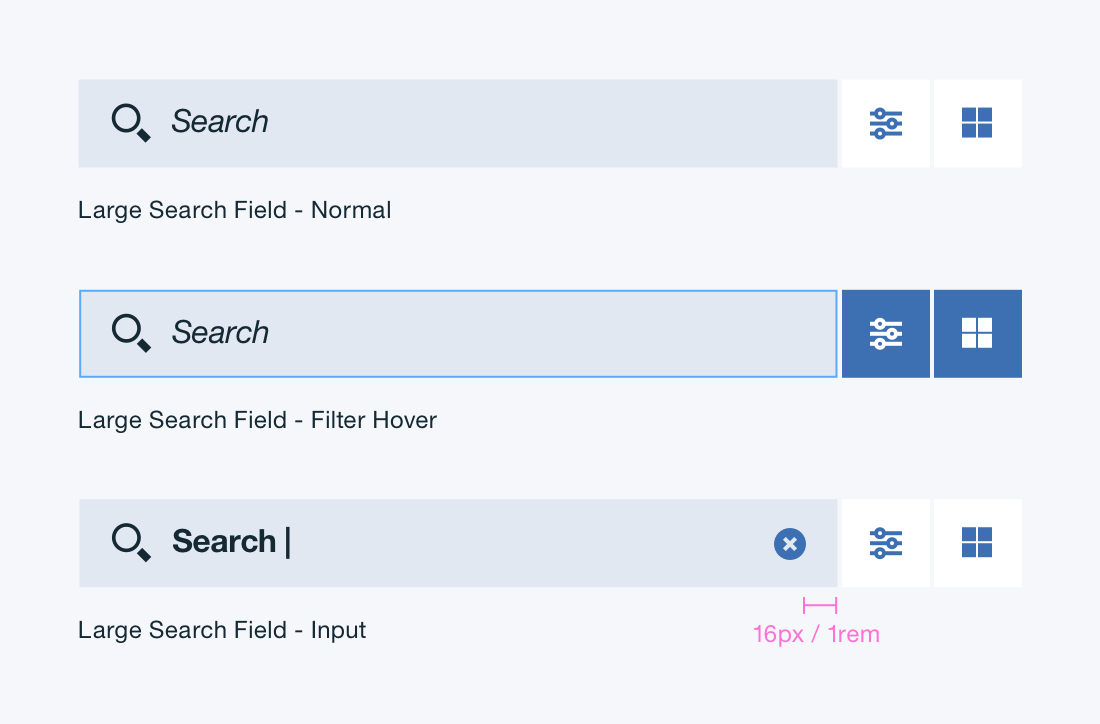 Search
Large Search Field - Normal
Search
Large Search Field - Filter Hover
Search |
Large Search Field - Input
16px / 1rem